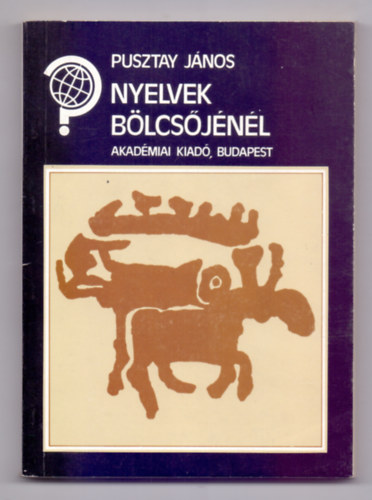 PUSZTAY JÁNOS
NYELVEK
BÖLCSŐJÉNÉL
AKADÉMIAI KIADÓ, BUDAPEST